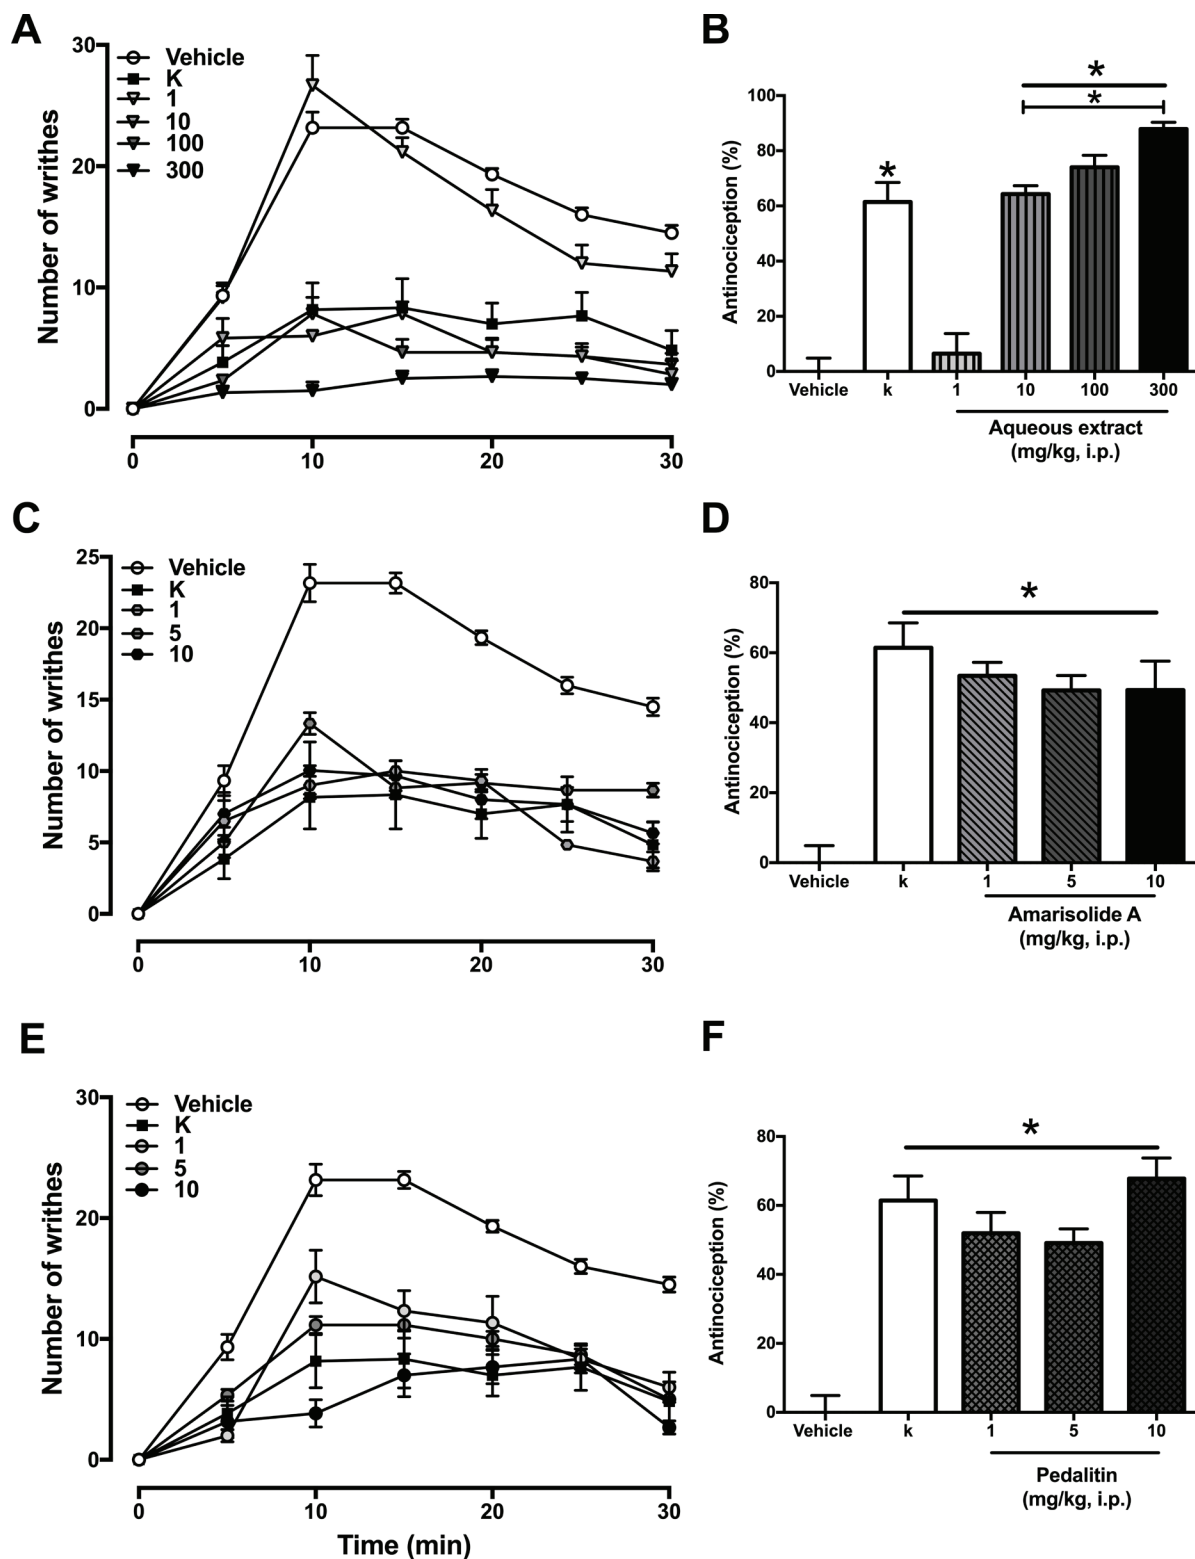 A
Number of writhes
30
20
10
0
Vehicle
K
1
10
100
300
0 10 20 30
B
Antinociception (%)
100
80
60
40
20
0
*
*
*
Vehicle k 1 10 100 300
Aqueous extract
(mg/kg, i.p.)
C
Number of writhes
25
20
15
10
5
0
Vehicle
K
1
5
10
0 10 20 30
D
Antinociception (%)
80
60
40
20
0
*
Vehicle k 1 5 10
Amarisolide A
(mg/kg, i.p.)
E
Number of writhes
30
20
10
0
Vehicle
K
1
5
10
0 10 20 30
Time (min)
F
Antinociception (%)
80
60
40
20
0
*
Vehicle k 1 5 10
Pedalitin
(mg/kg, i.p.)